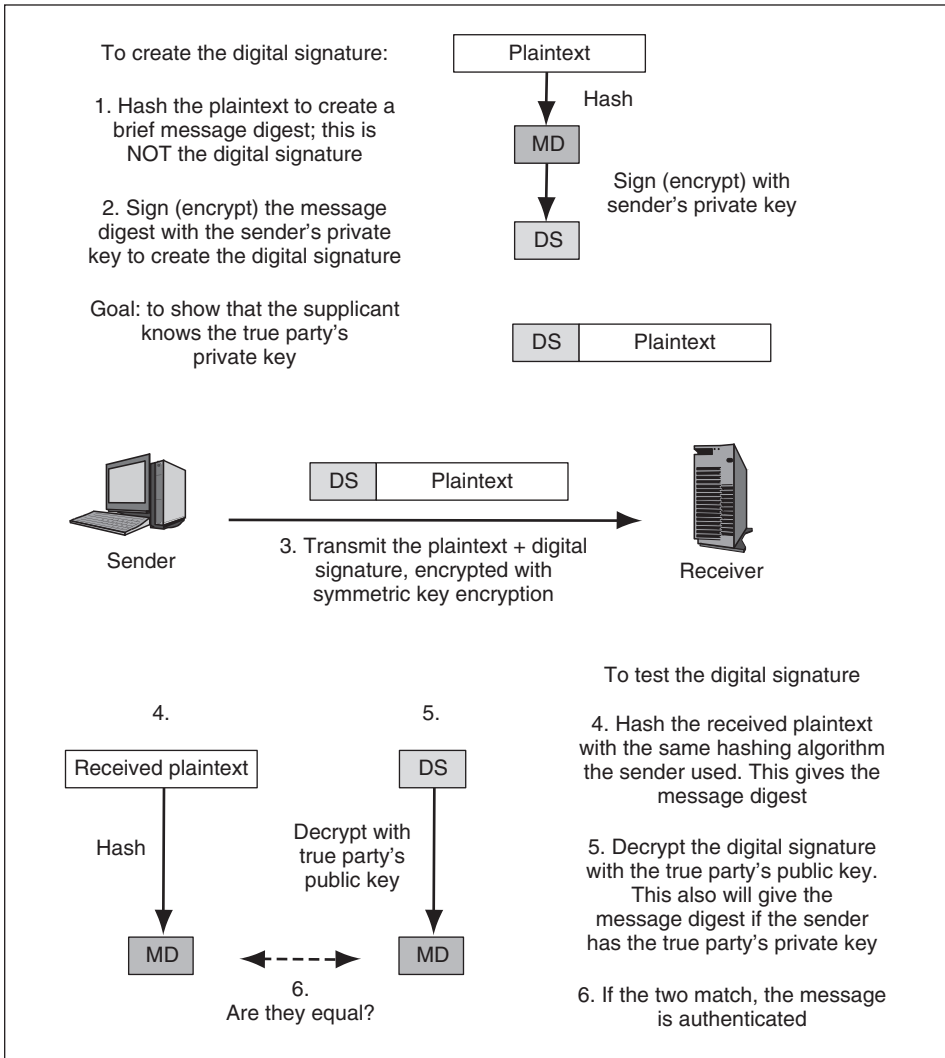 To create the digital signature:
1. Hash the plaintext to create a
brief message digest; this is
NOT the digital signature
2. Sign (encrypt) the message
digest with the sender's private
key to create the digital signature
Goal: to show that the supplicant
knows the true party's
private key
Plaintext
Hash
MD
Sign (encrypt) with
sender's private key
DS
DS Plaintext
DS Plaintext
Sender
3. Transmit the plaintext + digital
signature, encrypted with
symmetric key encryption
Receiver
4.
Received plaintext
Hash
MD
5.
DS
Decrypt with
true party's
public key
MD
6.
Are they equal?
To test the digital signature
4. Hash the received plaintext
with the same hashing algorithm
the sender used. This gives the
message digest
5. Decrypt the digital signature
with the true party's public key.
This also will give the
message digest if the sender
has the true party's private key
6. If the two match, the message
is authenticated